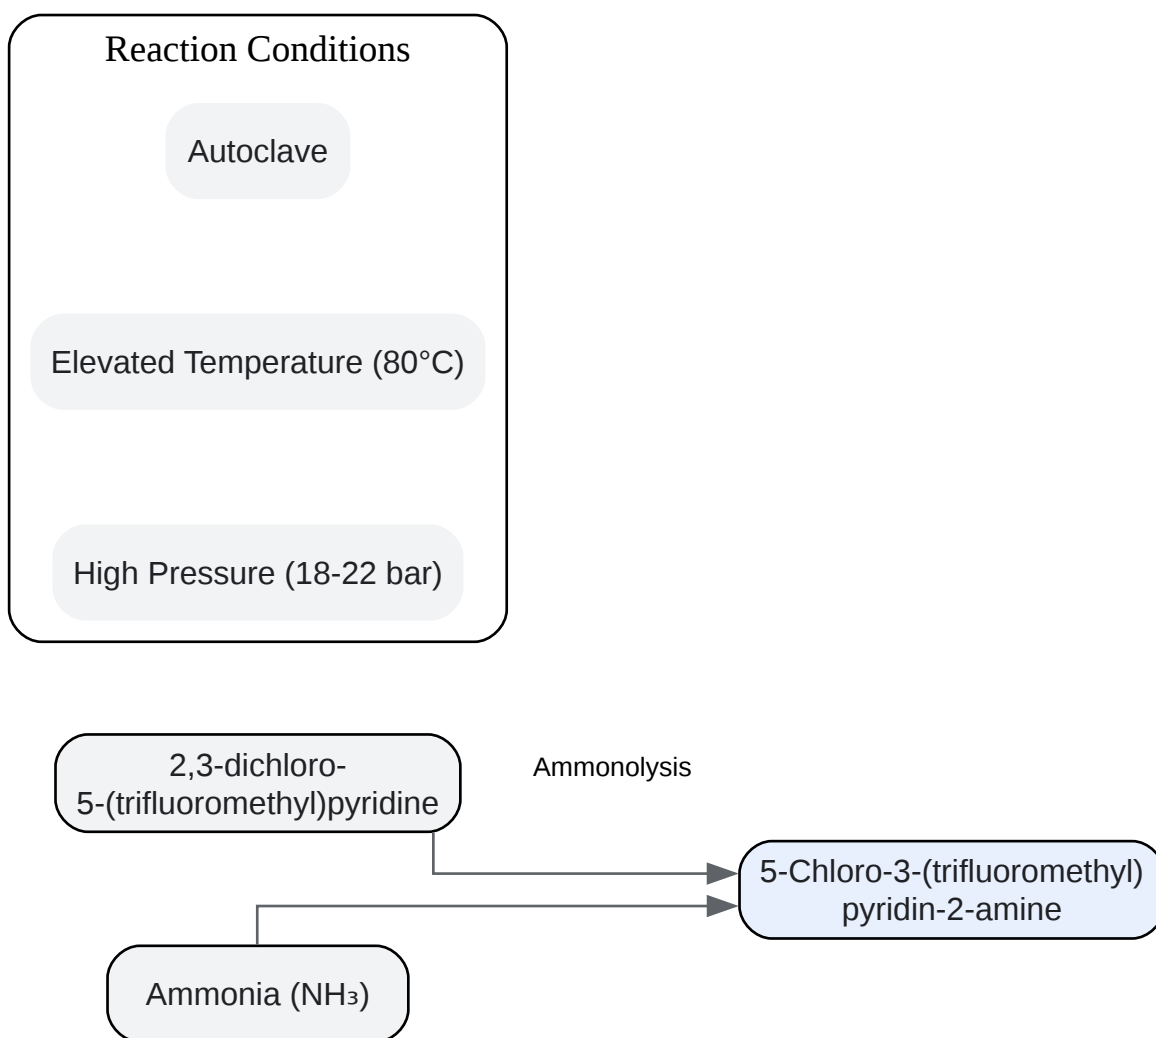 Reaction Conditions
Autoclave
Elevated Temperature (80°C)
High Pressure (18-22 bar)
2,3-dichloro-
5-(trifluoromethyl)pyridine
Ammonolysis
5-Chloro-3-(trifluoromethyl)
pyridin-2-amine
Ammonia (NH₃)